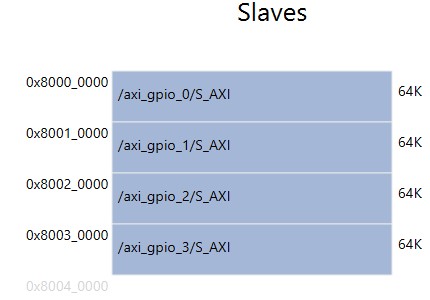 Slaves
0x8000_0000
/axi_gpio_0/S_AXI
64K
0x8001_0000
/axi_gpio_1/S_AXI
64K
0x8002_0000
/axi_gpio_2/S_AXI
64K
0x8003_0000
/axi_gpio_3/S_AXI
64K
0x8004_0000